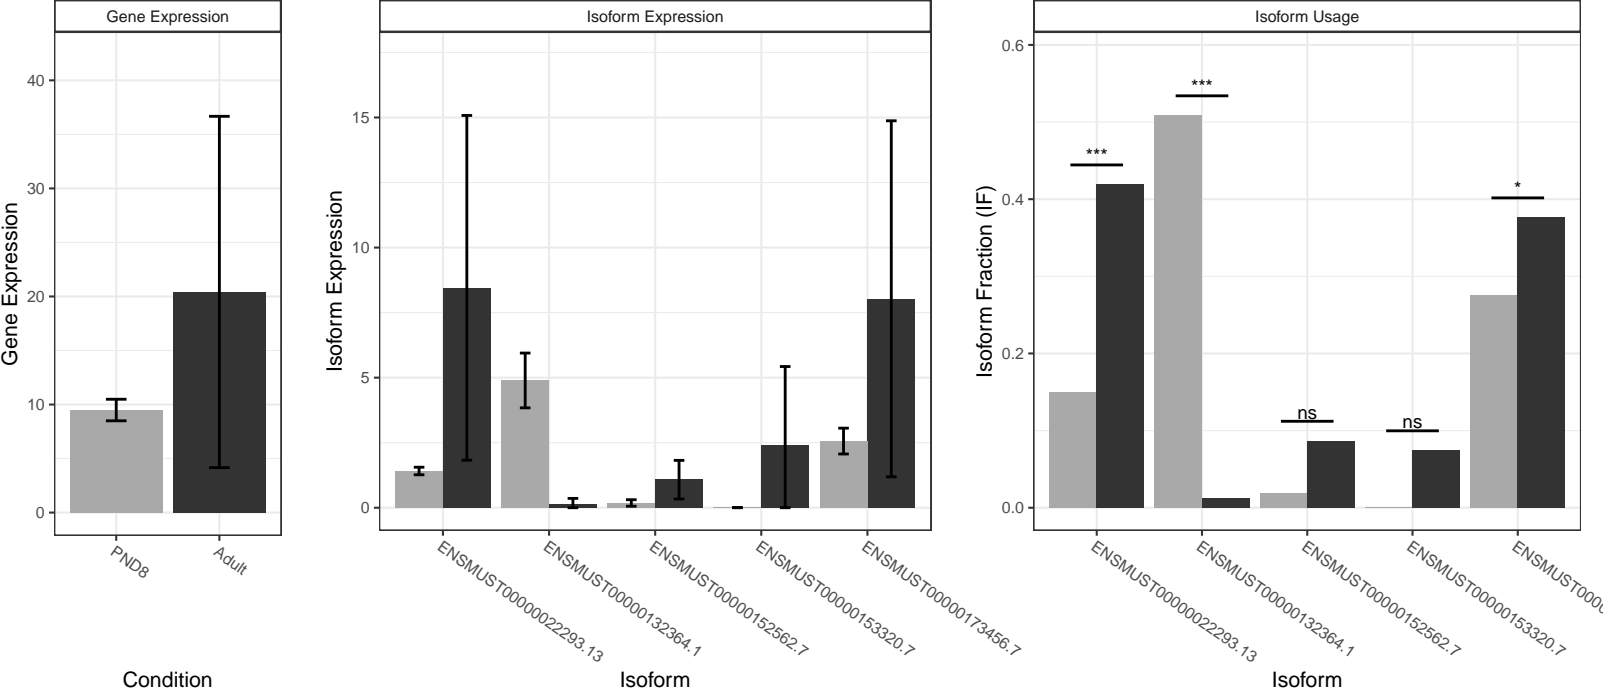 Gene Expression
Isoform Expression
Isoform Usage
Gene Expression
40
30
20
10
0
PND8
Adult
Condition
Isoform Expression
15
10
5
0
ENSMUST00000022293.13
ENSMUST00000132364.1
ENSMUST00000152562.7
ENSMUST00000153320.7
ENSMUST00000173456.7
Isoform
Isoform Fraction (IF)
0.6
0.4
0.2
0.0
***
***
ns
ns
*
ENSMUST00000022293.13
ENSMUST00000132364.1
ENSMUST00000152562.7
ENSMUST00000153320.7
Isoform